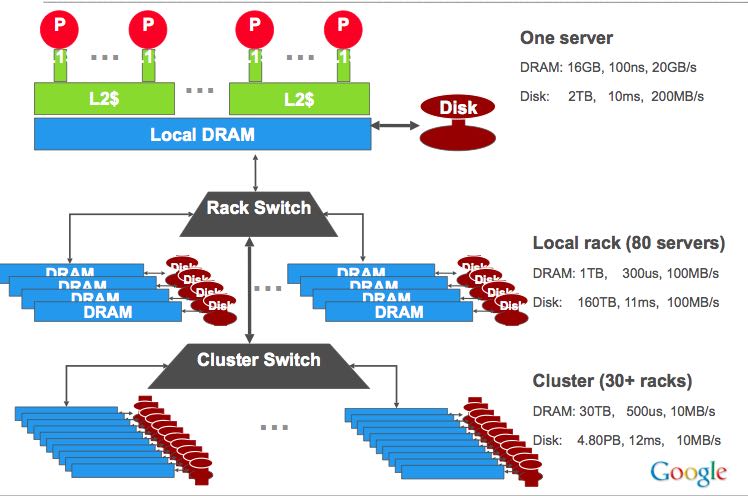 P P P P
L1$ L1$ L1$ L1$
L2$ L2$
Disk
Local DRAM
One server
DRAM: 16GB, 100ns, 20GB/s
Disk: 2TB, 10ms, 200MB/s
Rack Switch
DRAM Disk DRAM Disk
DRAM Disk DRAM Disk
DRAM Disk DRAM Disk
DRAM Disk DRAM Disk
Local rack (80 servers)
DRAM: 1TB, 300us, 100MB/s
Disk: 160TB, 11ms, 100MB/s
Cluster Switch
Cluster (30+ racks)
DRAM: 30TB, 500us, 10MB/s
Disk: 4.80PB, 12ms, 10MB/s
Google